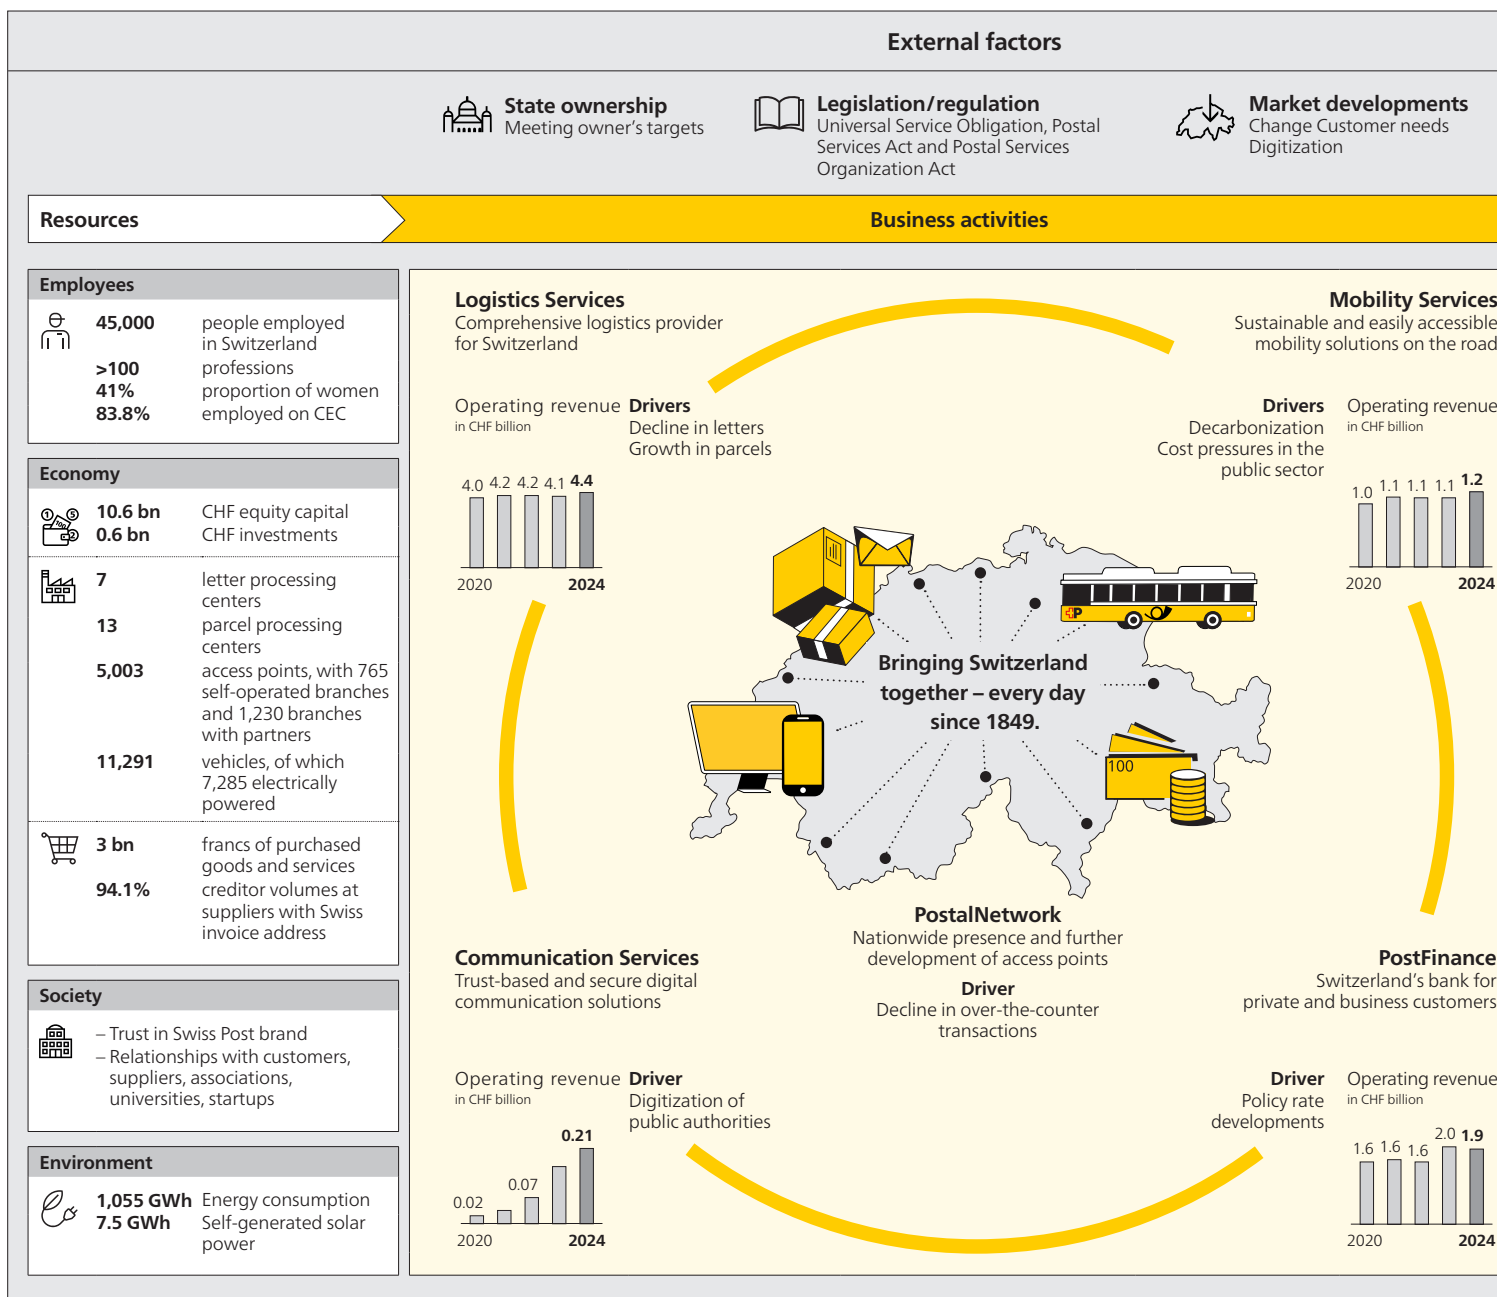 External factors
State ownership
Meeting owner's targets
Legislation/regulation
Universal Service Obligation, Postal
Services Act and Postal Services
Organization Act
Market developments
Change Customer needs
Digitization
Resources
Business activities
Employees
45,000 people employed
in Switzerland
>100 professions
41% proportion of women
83.8% employed on CEC
Economy
10.6 bn CHF equity capital
0.6 bn CHF investments
7 letter processing
centers
13 parcel processing
centers
5,003 access points, with 765
self-operated branches
and 1,230 branches
with partners
11,291 vehicles, of which
7,285 electrically
powered
3 bn francs of purchased
goods and services
94.1% creditor volumes at
suppliers with Swiss
invoice address
Society
– Trust in Swiss Post brand
– Relationships with customers,
suppliers, associations,
universities, startups
Environment
1,055 GWh Energy consumption
7.5 GWh Self-generated solar
power
Logistics Services
Comprehensive logistics provider
for Switzerland
Operating revenue
in CHF billion
Drivers
Decline in letters
Growth in parcels
4.0 4.2 4.2 4.1 4.4
2020 2024
Mobility Services
Sustainable and easily accessible
mobility solutions on the road
Drivers
Decarbonization
Cost pressures in the
public sector
Operating revenue
in CHF billion
1.0 1.1 1.1 1.1 1.2
2020 2024
P
Bringing Switzerland
together – every day
since 1849.
100
PostalNetwork
Nationwide presence and further
development of access points
Driver
Decline in over-the-counter
transactions
Communication Services
Trust-based and secure digital
communication solutions
Operating revenue
in CHF billion
Driver
Digitization of
public authorities
0.02 0.07 0.21
2020 2024
PostFinance
Switzerland's bank for
private and business customers
Driver
Policy rate
developments
Operating revenue
in CHF billion
1.6 1.6 1.6 2.0 1.9
2020 2024